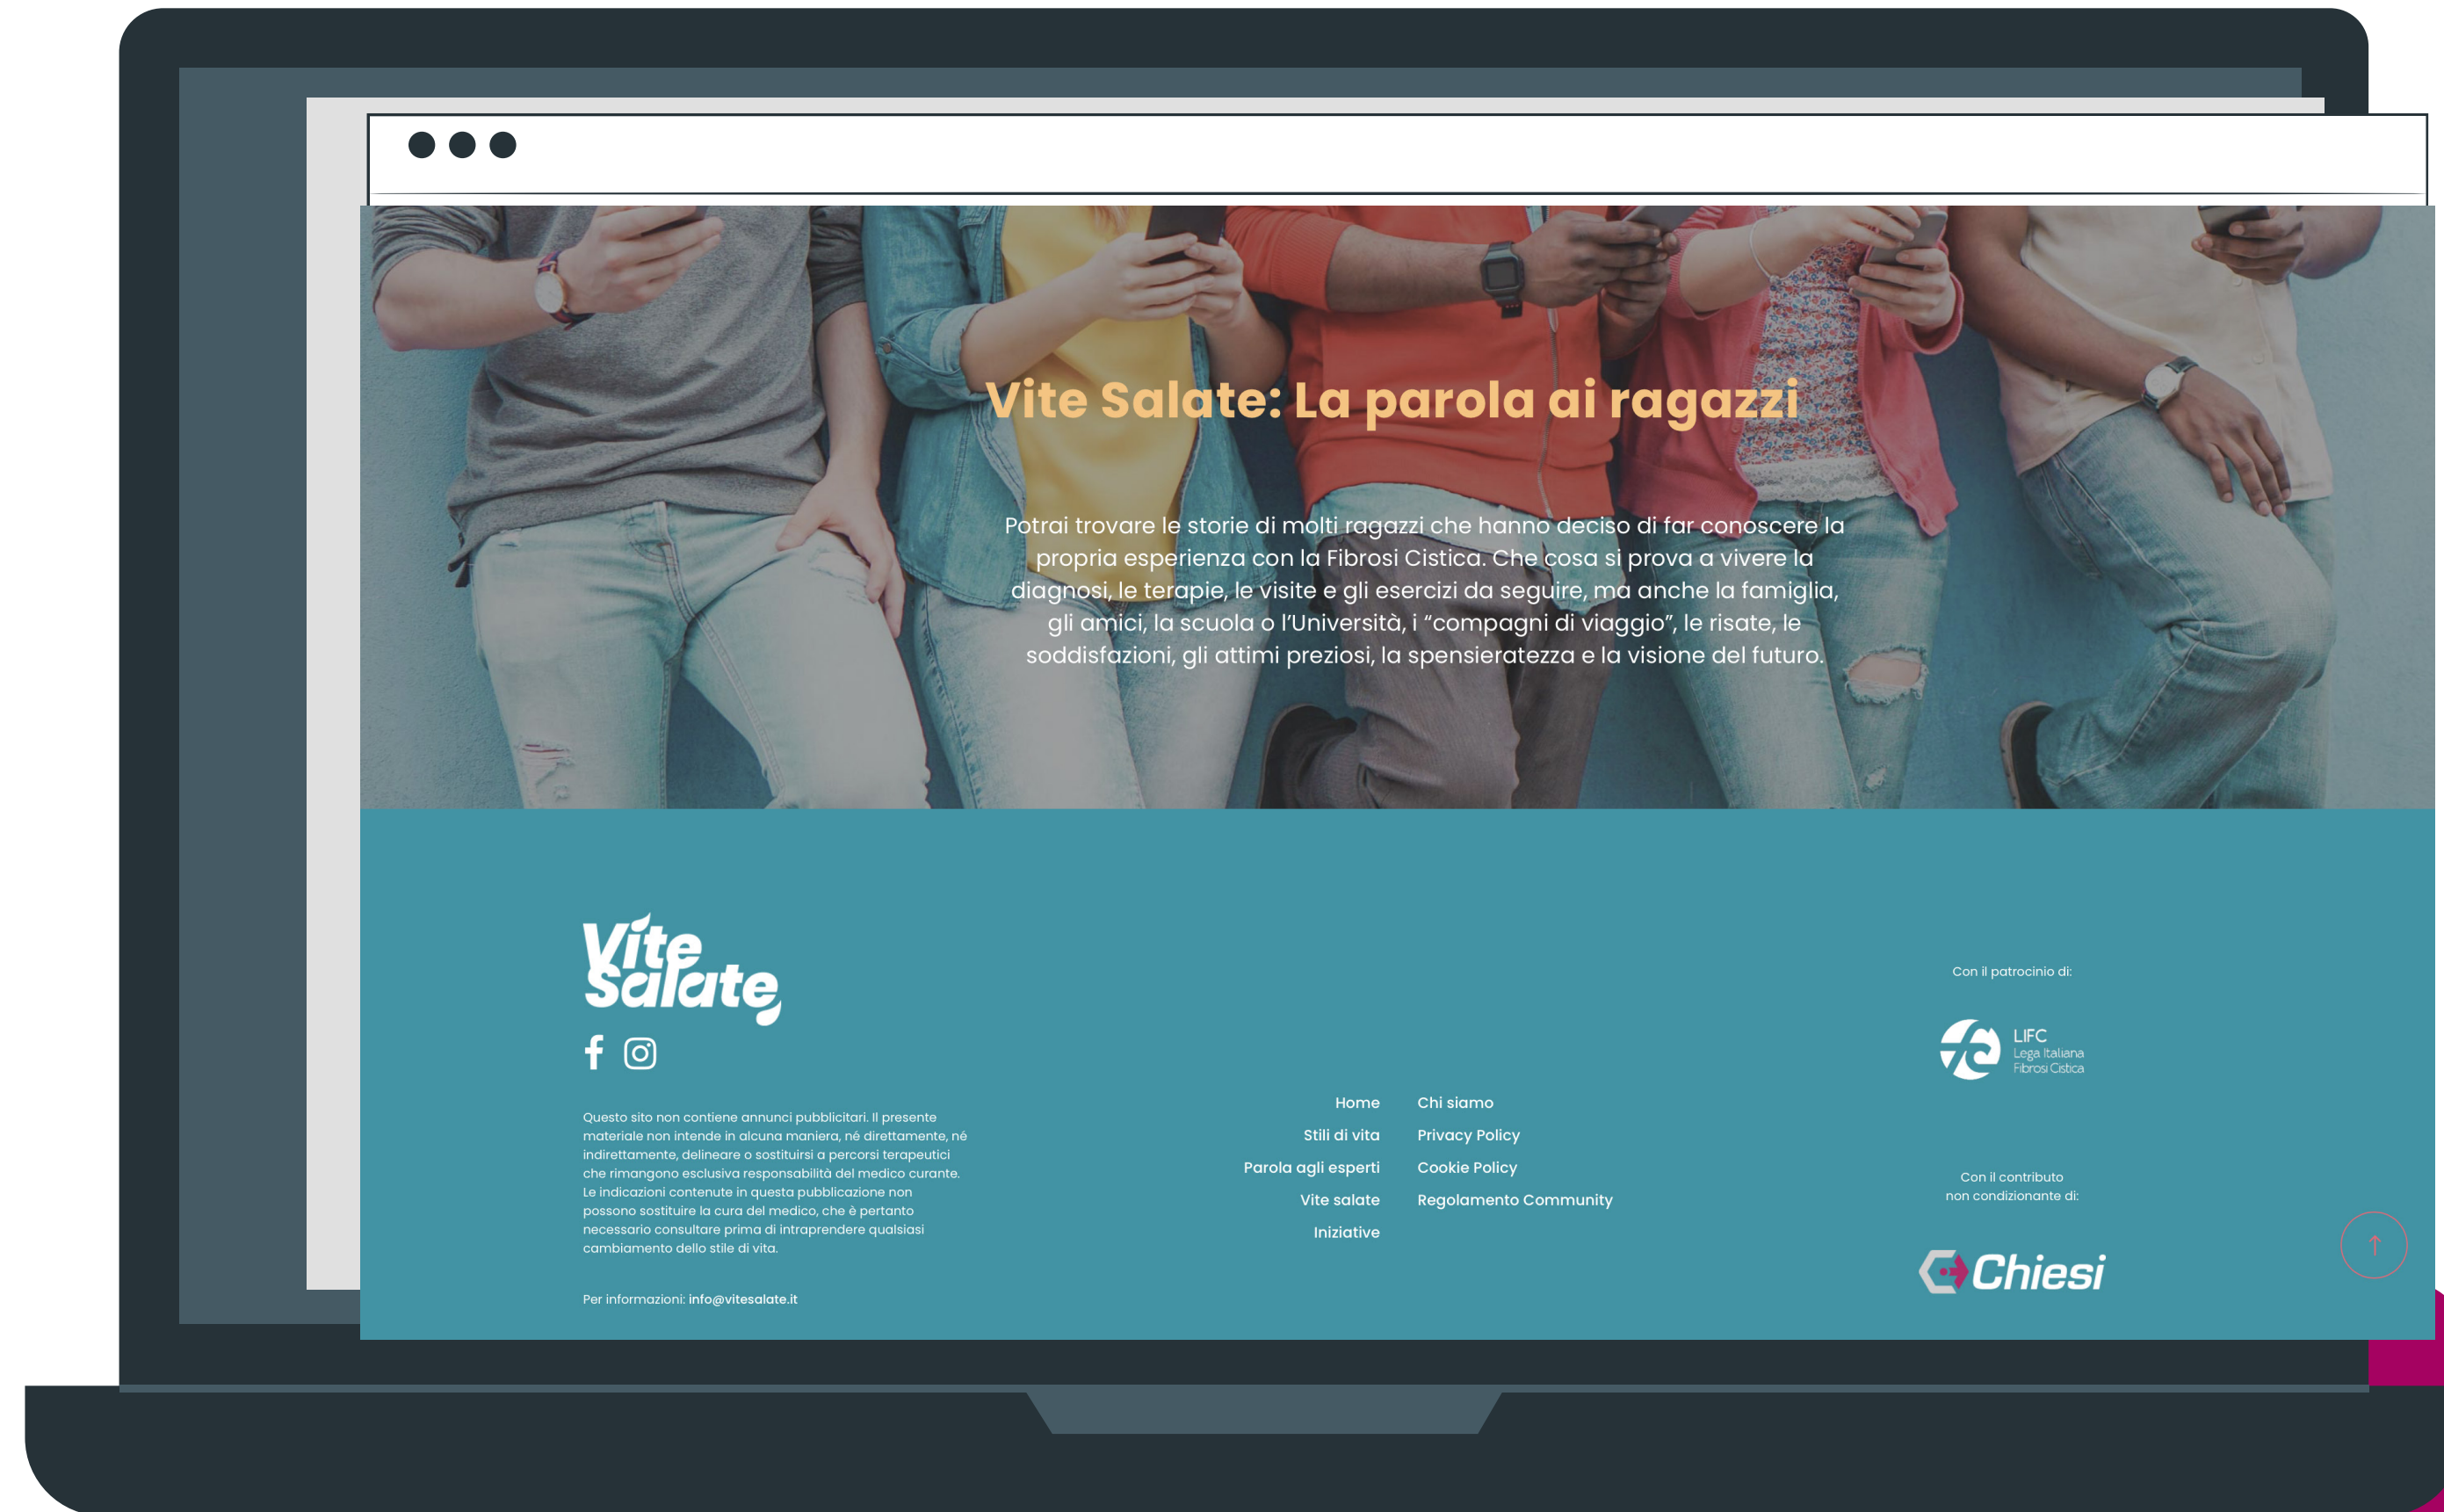 Vite Salate: La parola ai ragazzi
Potrai trovare le storie di molti ragazzi che hanno deciso di far conoscere la
propria esperienza con la Fibrosi Cistica. Che cosa si prova a vivere la
diagnosi, le terapie, le visite e gli esercizi da seguire, ma anche la famiglia,
gli amici, la scuola o l’Università, i “compagni di viaggio”, le risate, le
soddisfazioni, gli attimi preziosi, la spensieratezza e la visione del futuro.
Vite
Salate
Questo sito non contiene annunci pubblicitari. Il presente
materiale non intende in alcuna maniera, né direttamente, né
indirettamente, delineare o sostituirsi a percorsi terapeutici
che rimangono esclusiva responsabilità del medico curante.
Le indicazioni contenute in questa pubblicazione non
possono sostituire la cura del medico, che è pertanto
necessario consultare prima di intraprendere qualsiasi
cambiamento dello stile di vita.
Per informazioni: info@vitesalate.it
Home
Stili di vita
Parola agli esperti
Vite salate
Iniziative
Chi siamo
Privacy Policy
Cookie Policy
Regolamento Community
Con il patrocinio di:
LIFC
Lega Italiana
Fibrosi Cistica
Con il contributo
non condizionante di:
Chiesi